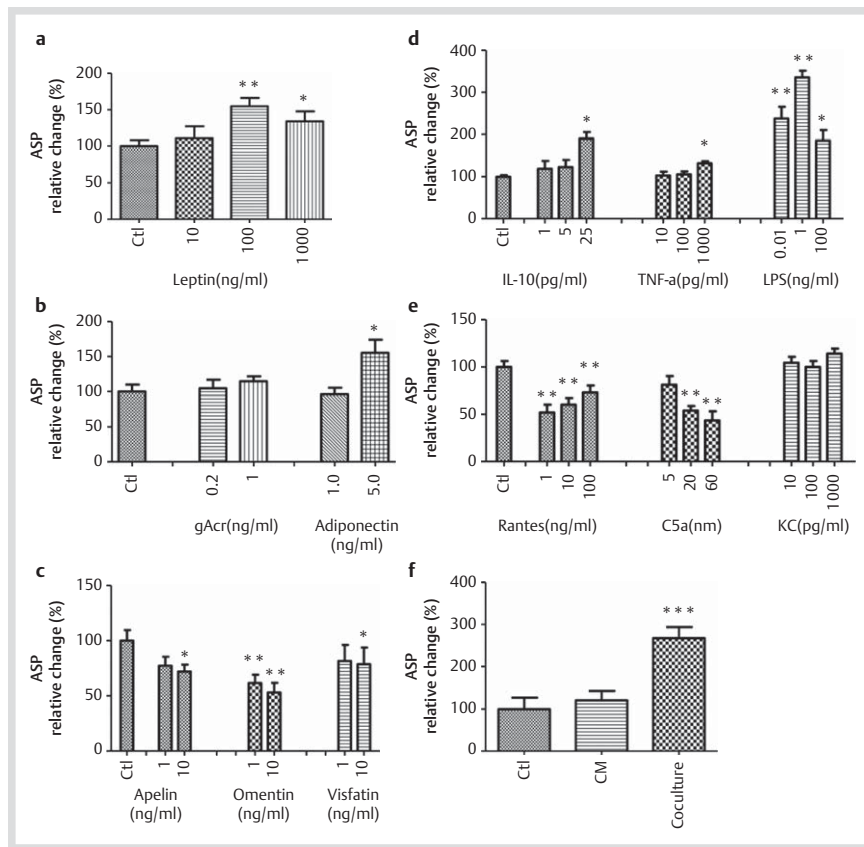 a
ASP
relative change (%)
200
150
100
50
0
* *
*
Ctl
10
100
1000
Leptin(ng/ml)
b
ASP
relative change (%)
200
150
100
50
0
*
Ctl
0.2
1
1.0
5.0
gAcr(ng/ml)
Adiponectin
(ng/ml)
c
ASP
relative change (%)
150
100
50
0
*
* *
* *
*
Ctl
1
10
1
10
1
10
Apelin
(ng/ml)
Omentin
(ng/ml)
Visfatin
(ng/ml)
d
ASP
relative change (%)
400
300
200
100
0
*
*
* *
* *
*
Ctl
1
5
25
10
100
1000
0.01
1
100
IL-10(pg/ml)
TNF-a(pg/ml)
LPS(ng/ml)
e
ASP
relative change (%)
150
100
50
0
* *
* *
* *
* *
* *
Ctl
1
10
100
5
20
60
10
100
1000
Rantes(ng/ml)
C5a(nm)
KC(pg/ml)
f
ASP
relative change (%)
400
300
200
100
0
* * *
Ctl
CM
Coculture